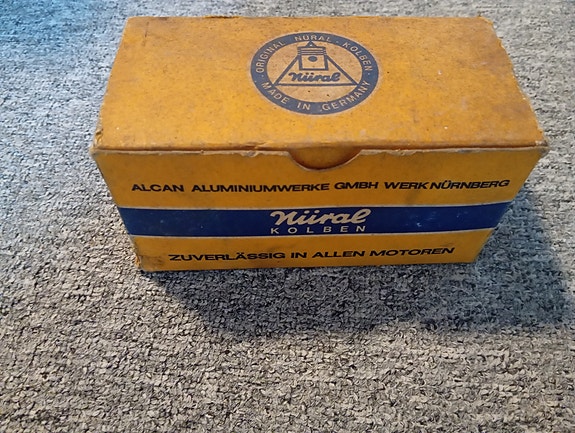 ORIGINAL NÜRAL KOLBEN
nüral
MADE IN GERMANY
ALCAN ALUMINIUMWERKE GMBH WERK NÜRNBERG
nüral
KOLBEN
ZUVERLÄSSIG IN ALLEN MOTOREN